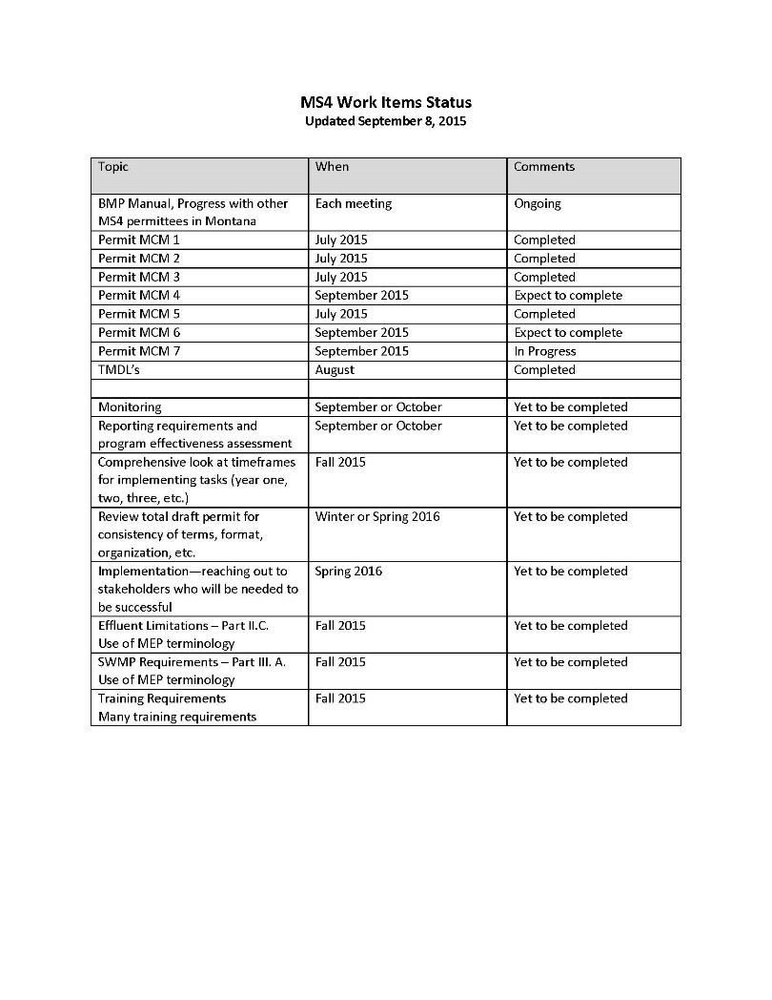 MS4 Work Items Status
Updated September 8, 2015
Topic When Comments
BMP Manual, Progress with other Each meeting Ongoing
MS4 permittees in Montana
Permit MCM 1 July 2015 Completed
Permit MCM 2 July 2015 Completed
Permit MCM 3 July 2015 Completed
Permit MCM 4 September 2015 Expect to complete
Permit MCM 5 July 2015 Completed
Permit MCM 6 September 2015 Expect to complete
Permit MCM 7 September 2015 In Progress
TMDL’s August Completed
Monitoring September or October Yet to be completed
Reporting requirements and September or October Yet to be completed
program effectiveness assessment
Comprehensive look at timeframes Fall 2015 Yet to be completed
for implementing tasks (year one,
two, three, etc.)
Review total draft permit for Winter or Spring 2016 Yet to be completed
consistency of terms, format,
organization, etc.
Implementation—reaching out to Spring 2016 Yet to be completed
stakeholders who will be needed to
be successful
Effluent Limitations – Part II.C. Fall 2015 Yet to be completed
Use of MEP terminology
SWMP Requirements – Part III. A. Fall 2015 Yet to be completed
Use of MEP terminology
Training Requirements Fall 2015 Yet to be completed
Many training requirements